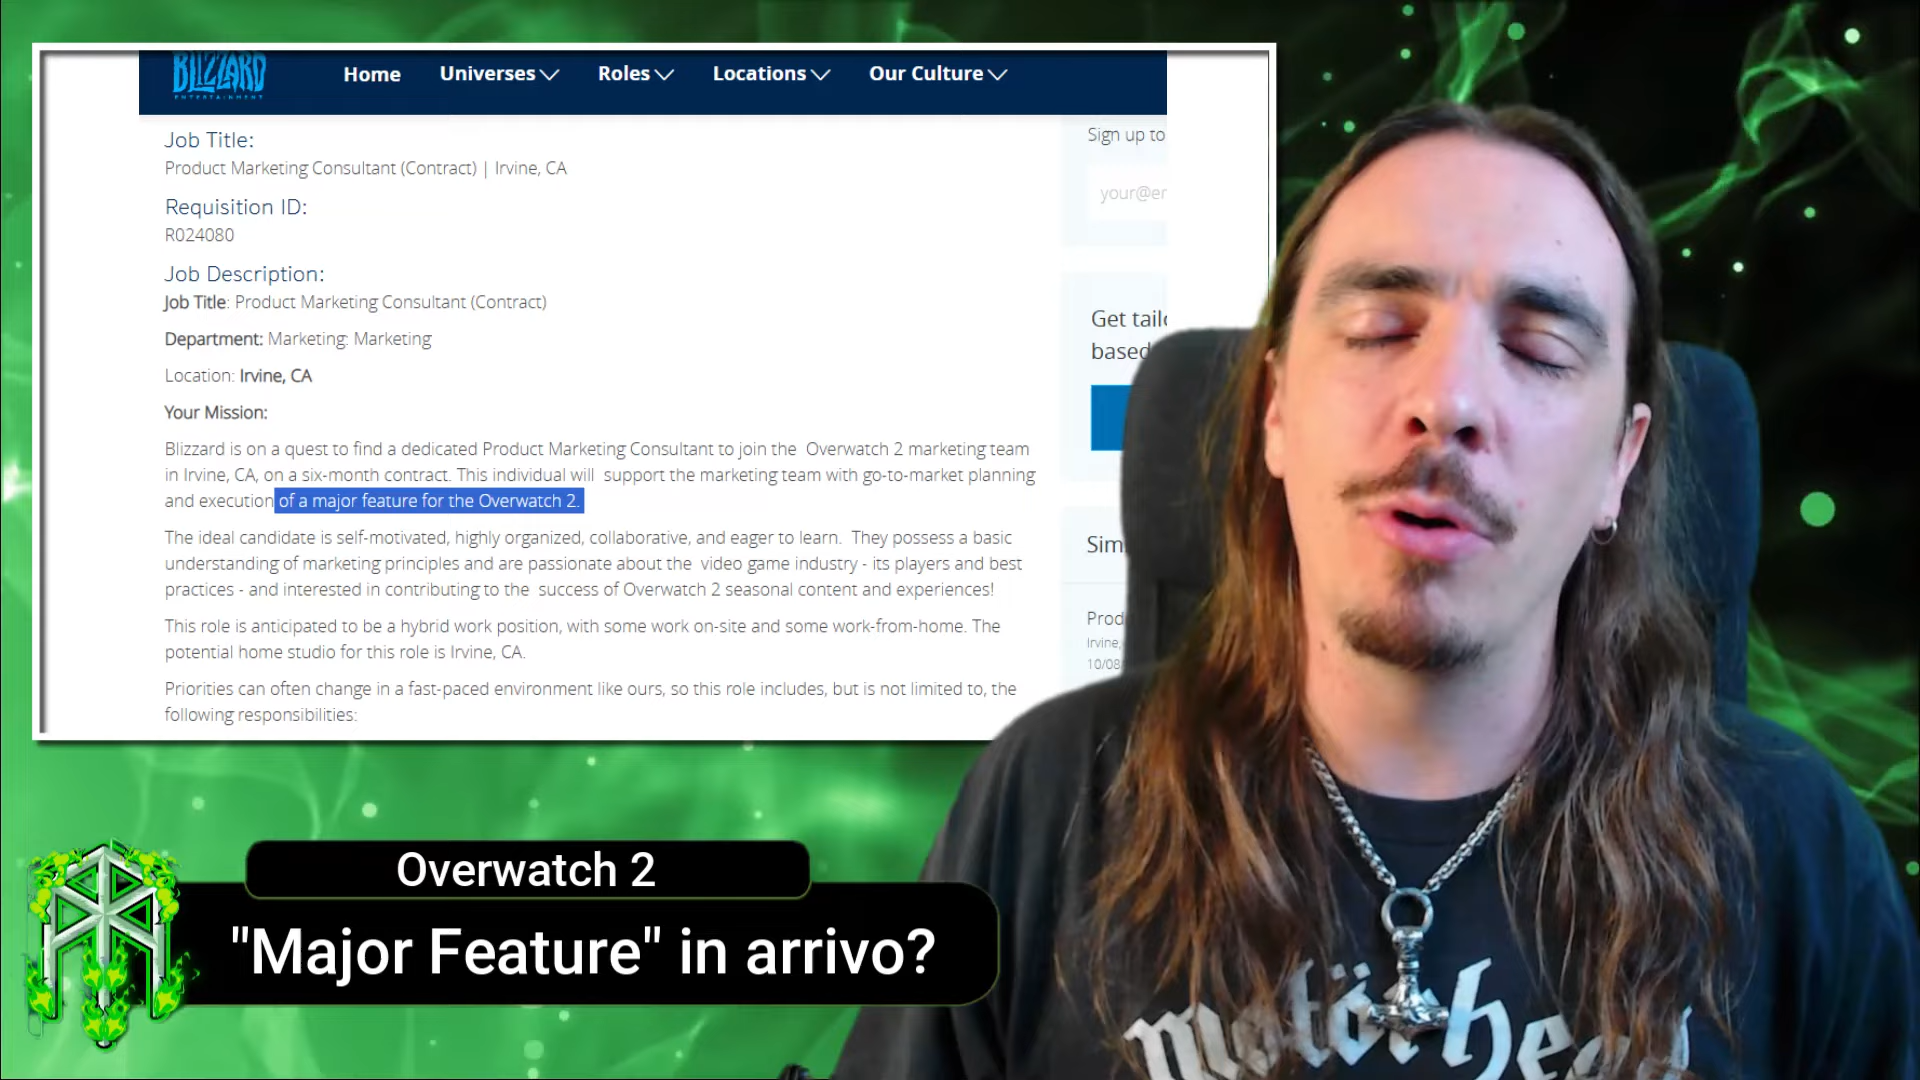 BLIZZARD
ENTERTAINMENT
Home Universes Roles Locations Our Culture
Job Title:
Product Marketing Consultant (Contract) | Irvine, CA
Requisition ID:
R024080
Job Description:
Job Title: Product Marketing Consultant (Contract)
Department: Marketing: Marketing
Location: Irvine, CA
Your Mission:
Blizzard is on a quest to find a dedicated Product Marketing Consultant to join the Overwatch 2 marketing team
in Irvine, CA, on a six-month contract. This individual will support the marketing team with go-to-market planning
and execution of a major feature for the Overwatch 2.
The ideal candidate is self-motivated, highly organized, collaborative, and eager to learn. They possess a basic
understanding of marketing principles and are passionate about the video game industry - its players and best
practices - and interested in contributing to the success of Overwatch 2 seasonal content and experiences!
This role is anticipated to be a hybrid work position, with some work on-site and some work-from-home. The
potential home studio for this role is Irvine, CA.
Priorities can often change in a fast-paced environment like ours, so this role includes, but is not limited to, the
following responsibilities:
Sign up to
your@er
Get tail
based
Sim
Prod
Irvine,
10/08
Overwatch 2
"Major Feature" in arrivo?
motörhead